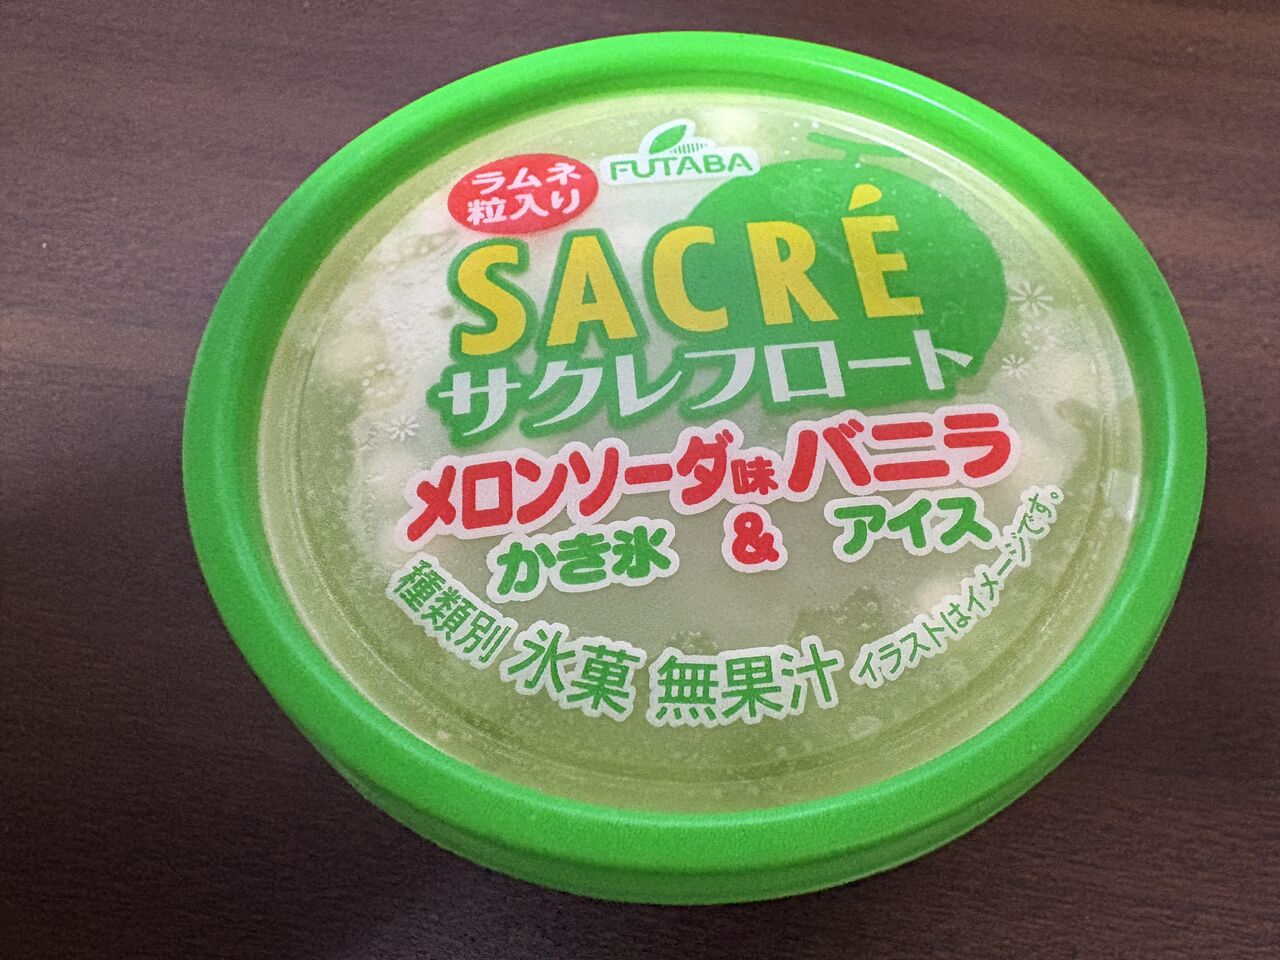 FUTABA
ラムネ
粒入り
SACRÉ
サクレフロート
メロンソーダ味 バニラ
かき氷 & アイス
種類別 氷菓 無果汁 イラストはイメージです。